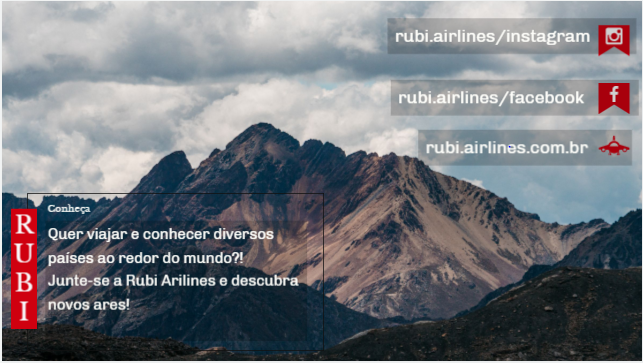 rubi.airlines/instagram
rubi.airlines/facebook
rubi.airlines.com.br
RUBI
Conheça
Quer viajar e conhecer diversos
países ao redor do mundo?!
Junte-se a Rubi Arilines e descubra
novos ares!